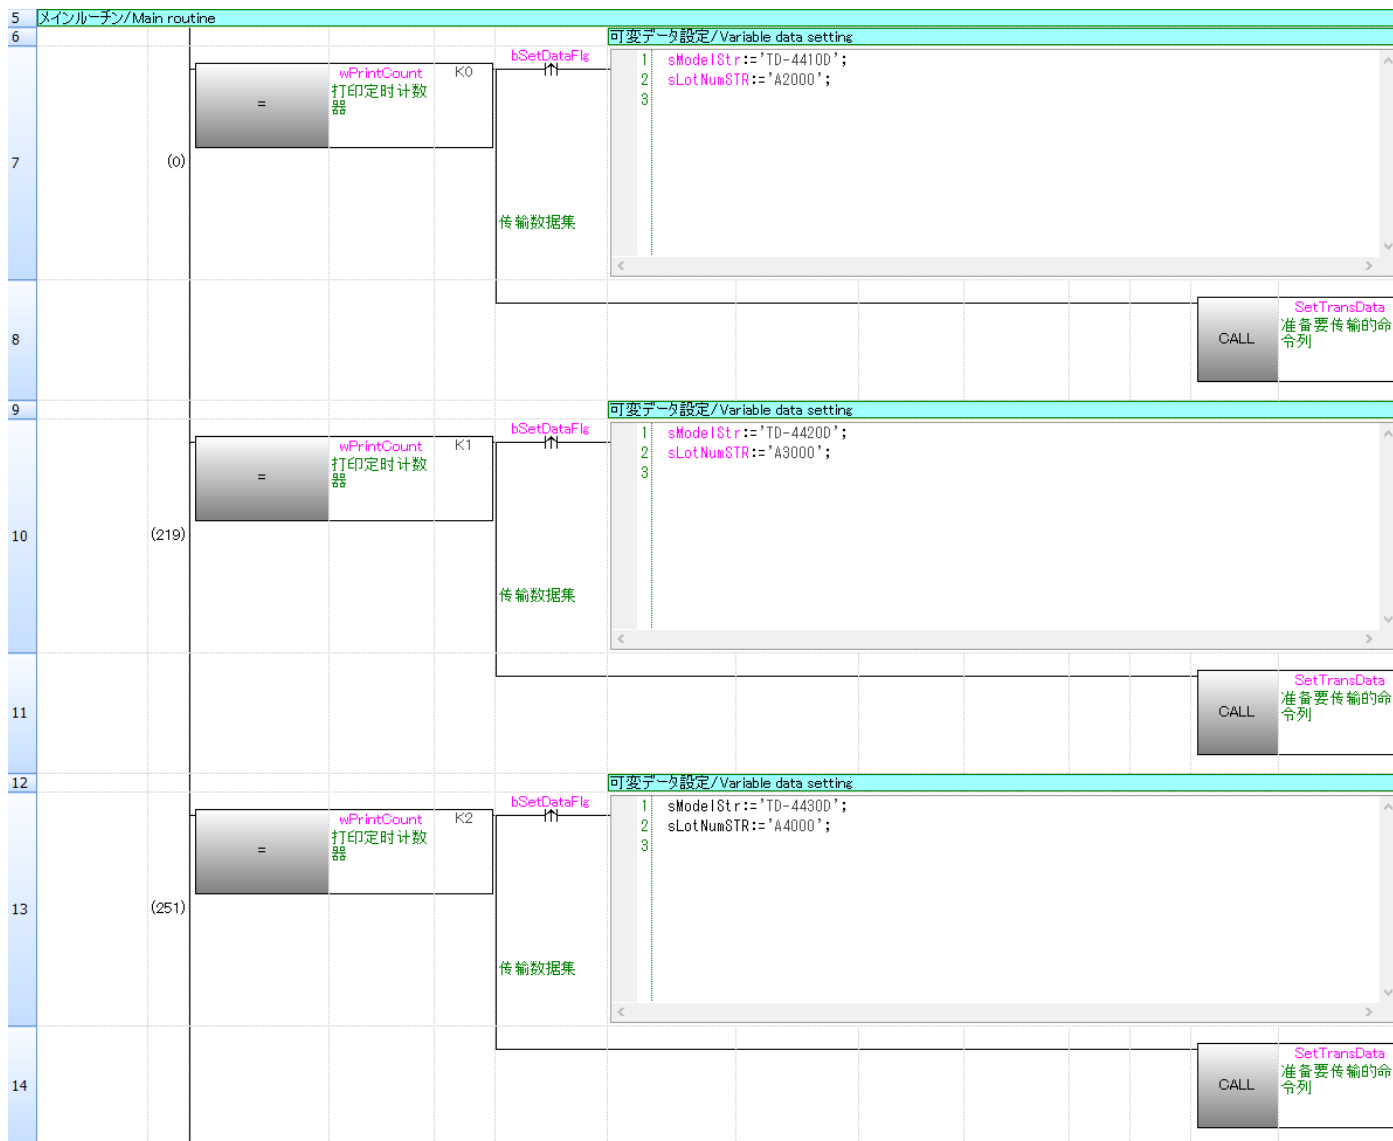 5 メインルーチン/Main routine
6 可変データ設定/Variable data setting
wPrintCount K0 bSetDataFlg
打印定时计数
器
=
1 sModelStr:='TD-4410D';
2 sLotNumSTR:='A2000';
3
7 (0)
传输数据集
8 CALL SetTransData
准备要传输的命
令列
9 可変データ設定/Variable data setting
wPrintCount K1 bSetDataFlg
打印定时计数
器
=
1 sModelStr:='TD-4420D';
2 sLotNumSTR:='A3000';
3
10 (219)
传输数据集
11 CALL SetTransData
准备要传输的命
令列
12 可変データ設定/Variable data setting
wPrintCount K2 bSetDataFlg
打印定时计数
器
=
1 sModelStr:='TD-4430D';
2 sLotNumSTR:='A4000';
3
13 (251)
传输数据集
14 CALL SetTransData
准备要传输的命
令列